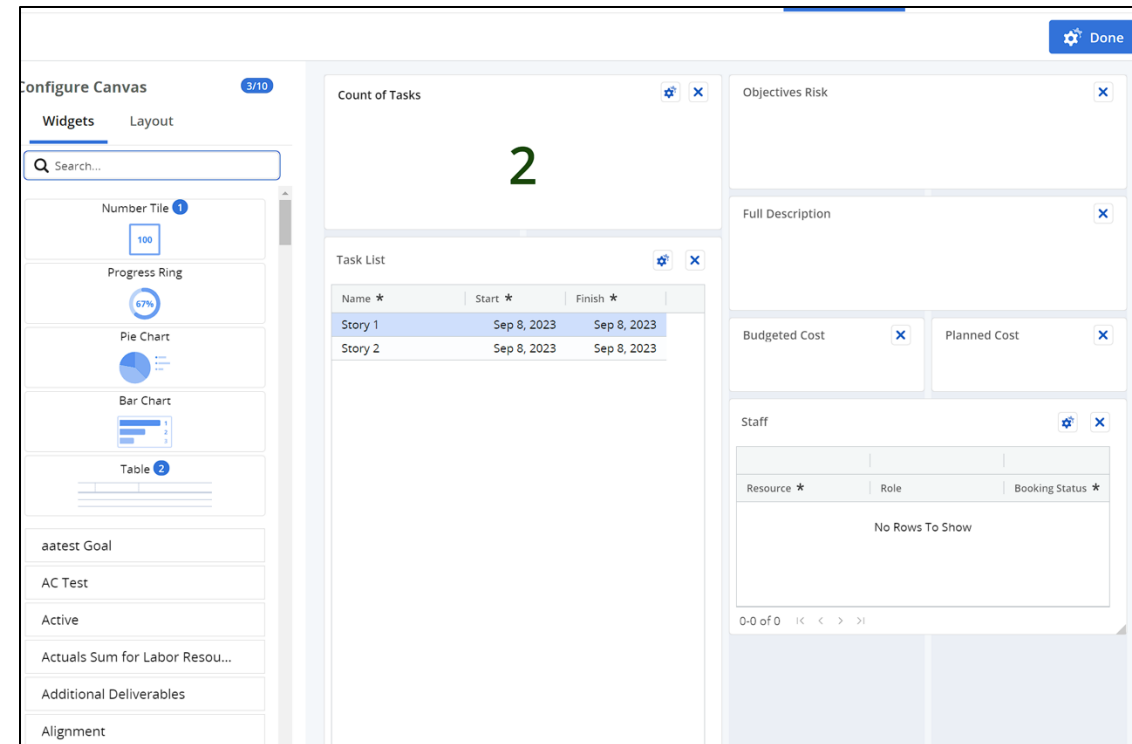 Done
Configure Canvas 3/10
Widgets Layout
Search...
Number Tile 1
100
Progress Ring
67%
Pie Chart
Bar Chart
1
2
3
Table 2
aatest Goal
AC Test
Active
Actuals Sum for Labor Resou...
Additional Deliverables
Alignment
Count of Tasks
2
Task List
Name * Start * Finish *
Story 1 Sep 8, 2023 Sep 8, 2023
Story 2 Sep 8, 2023 Sep 8, 2023
Objectives Risk
Full Description
Budgeted Cost Planned Cost
Staff
Resource * Role Booking Status *
No Rows To Show
0-0 of 0